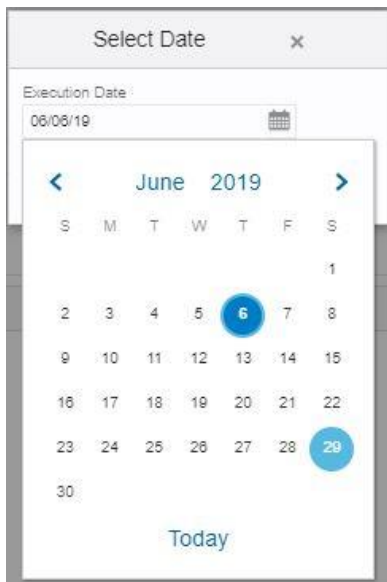 Select Date ×
Execution Date
06/06/19
June 2019
S M T W T F S
1
2 3 4 5 6 7 8
9 10 11 12 13 14 15
16 17 18 19 20 21 22
23 24 25 26 27 28 29
30
Today